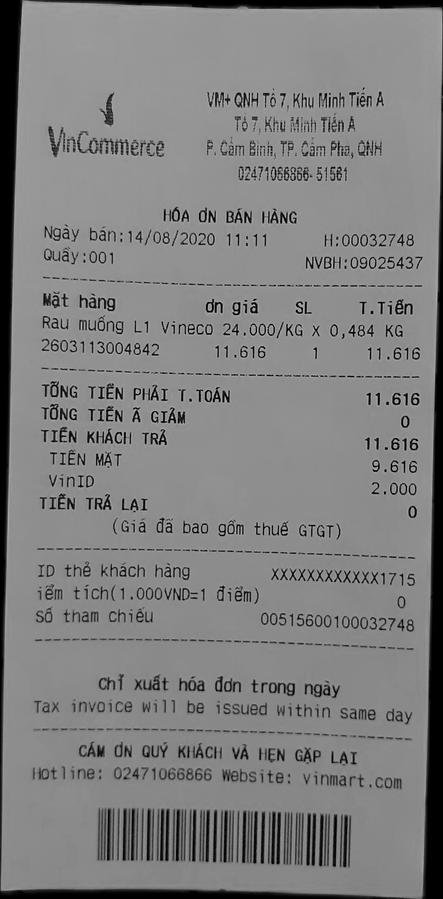 VinCommerce
VM+ QNH Tổ 7, Khu Minh Tiến A
Tổ 7, Khu Minh Tiến A
P. Cẩm Bình, TP. Cẩm Phả, QNH
02471066866-51561
HÓA ƠN BÁN HÀNG
Ngày bán:14/08/2020 11:11 H:00032748
Quầy:001 NVBH:09025437
Mặt hàng ơn giá SL T.Tiền
Rau muống L1 Vineco 24.000/KG X 0,484 KG
2603113004842 11.616 1 11.616
TỔNG TIỀN PHẢI T.TOÁN 11.616
TỔNG TIỀN Ã GIẢM 0
TIỀN KHÁCH TRẢ 11.616
TIỀN MẶT 9.616
VinID 2.000
TIỀN TRẢ LẠI 0
(Giá đã bao gồm thuế GTGT)
ID thẻ khách hàng XXXXXXXXXXXX1715
iểm tích(1.000VND=1 điểm) 0
Số tham chiếu 00515600100032748
Chỉ xuất hóa đơn trong ngày
Tax invoice will be issued within same day
CẢM ƠN QUÝ KHÁCH VÀ HẸN GẶP LẠI
Hotline: 02471066866 Website: vinmart.com